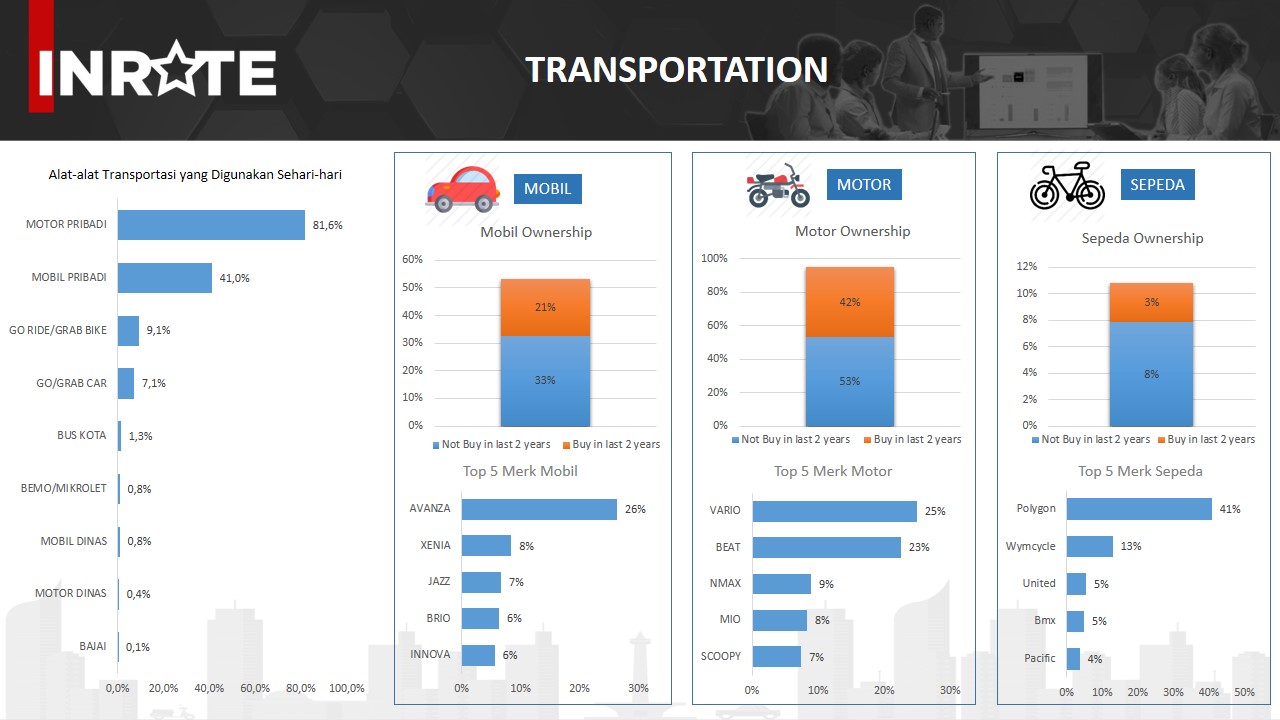 INRATE
TRANSPORTATION
Alat-alat Transportasi yang Digunakan Sehari-hari
MOTOR PRIBADI 81,6%
MOBIL PRIBADI 41,0%
GO RIDE/GRAB BIKE 9,1%
GO/GRAB CAR 7,1%
BUS KOTA 1,3%
BEMO/MIKROLET 0,8%
MOBIL DINAS 0,8%
MOTOR DINAS 0,4%
BAJAI 0,1%
0,0% 20,0% 40,0% 60,0% 80,0% 100,0%
MOBIL
Mobil Ownership
60%
50%
40%
30%
20%
10%
0%
21%
33%
Not Buy in last 2 years Buy in last 2 years
Top 5 Merk Mobil
AVANZA 26%
XENIA 8%
JAZZ 7%
BRIO 6%
INNOVA 6%
0% 10% 20% 30%
MOTOR
Motor Ownership
100%
80%
60%
40%
20%
0%
42%
53%
Not Buy in last 2 years Buy in last 2 years
Top 5 Merk Motor
VARIO 25%
BEAT 23%
NMAX 9%
MIO 8%
SCOOPY 7%
0% 10% 20% 30%
SEPEDA
Sepeda Ownership
12%
10%
8%
6%
4%
2%
0%
3%
8%
Not Buy in last 2 years Buy in last 2 years
Top 5 Merk Sepeda
Polygon 41%
Wymcycle 13%
United 5%
Bmx 5%
Pacific 4%
0% 10% 20% 30% 40% 50%